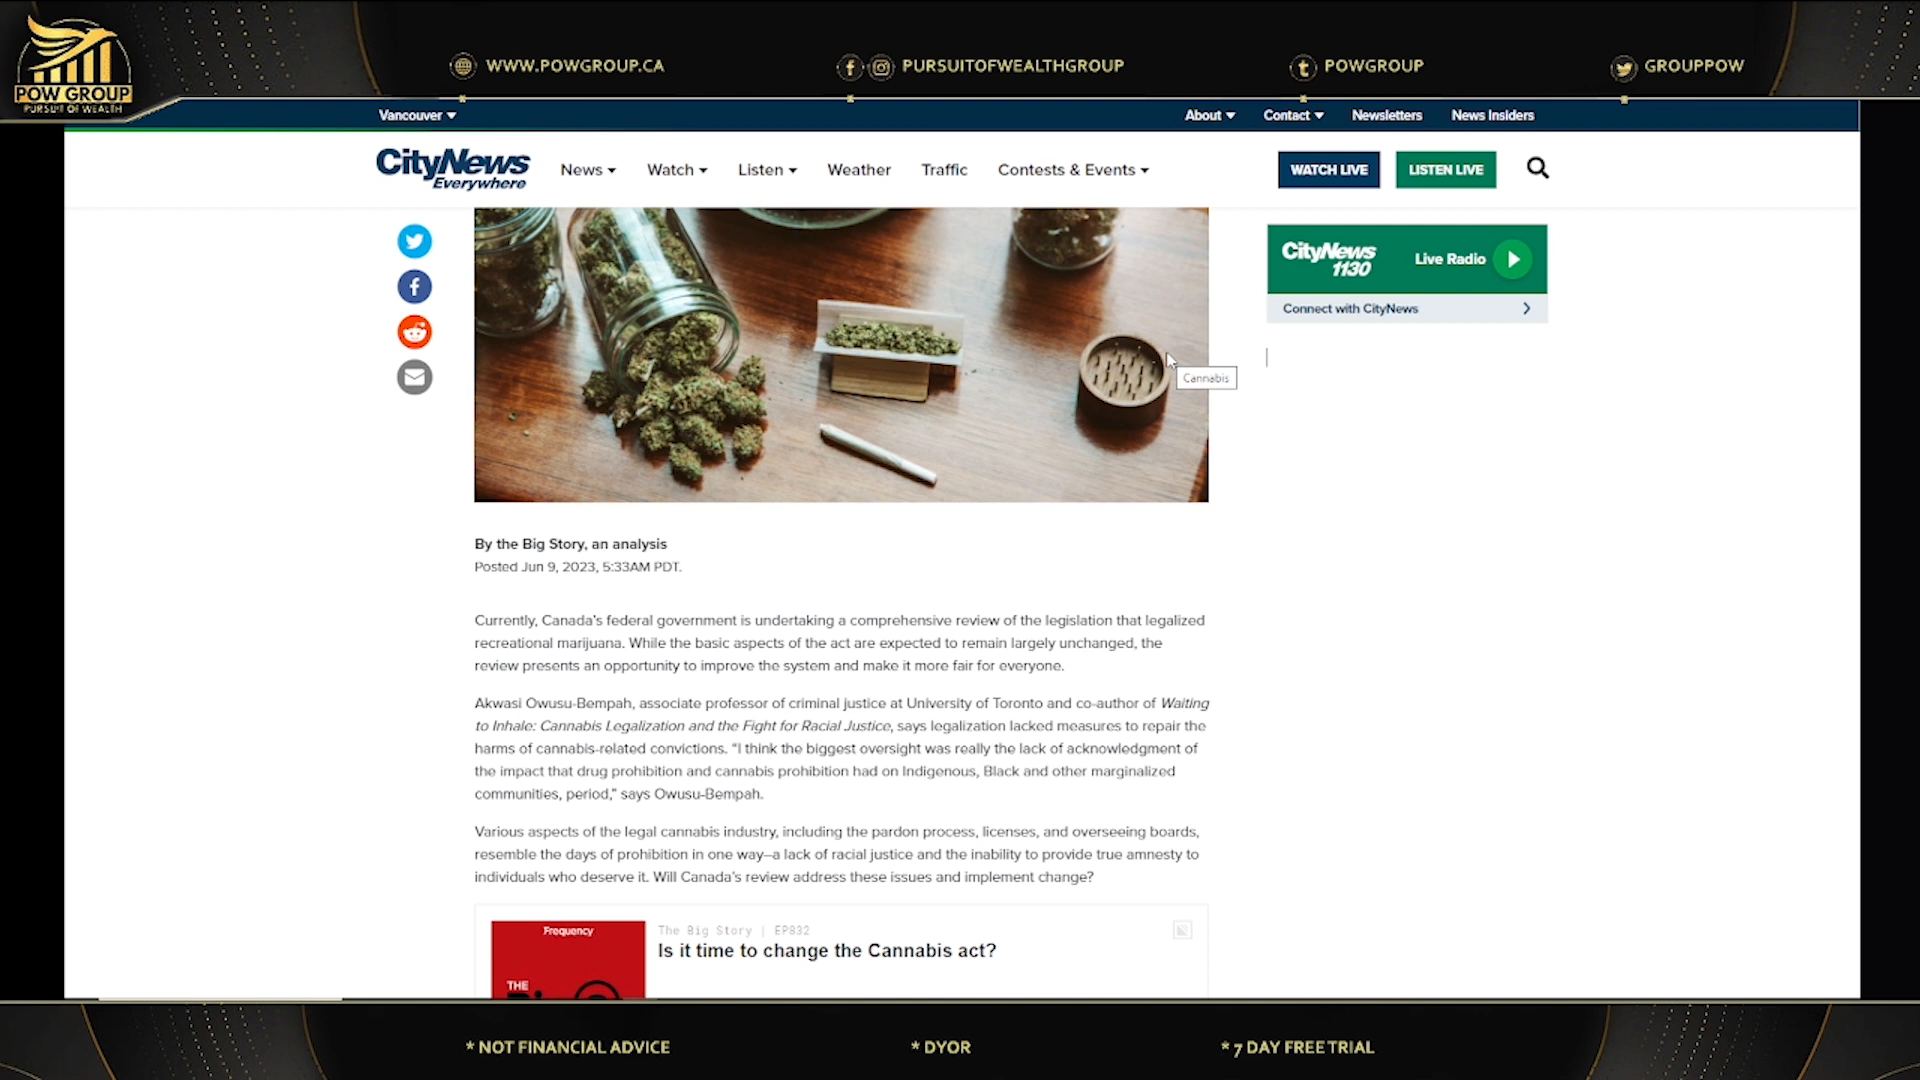 POW GROUP
PURSUIT OF WEALTH
WWW.POWGROUP.CA
PURSUITOFWEALTHGROUP
POWGROUP
GROUPPOW
Vancouver
About
Contact
Newsletters
News Insiders
CityNews
Everywhere
News
Watch
Listen
Weather
Traffic
Contests & Events
WATCH LIVE
LISTEN LIVE
CityNews
1130
Live Radio
Connect with CityNews
Cannabis
By the Big Story, an analysis
Posted Jun 9, 2023, 5:33AM PDT.
Currently, Canada's federal government is undertaking a comprehensive review of the legislation that legalized
recreational marijuana. While the basic aspects of the act are expected to remain largely unchanged, the
review presents an opportunity to improve the system and make it more fair for everyone.
Akwasi Owusu-Bempah, associate professor of criminal justice at University of Toronto and co-author of Waiting
to Inhale: Cannabis Legalization and the Fight for Racial Justice, says legalization lacked measures to repair the
harms of cannabis-related convictions. "I think the biggest oversight was really the lack of acknowledgment of
the impact that drug prohibition and cannabis prohibition had on Indigenous, Black and other marginalized
communities, period," says Owusu-Bempah.
Various aspects of the legal cannabis industry, including the pardon process, licenses, and overseeing boards,
resemble the days of prohibition in one way—a lack of racial justice and the inability to provide true amnesty to
individuals who deserve it. Will Canada's review address these issues and implement change?
Frequency
THE
The Big Story | EP832
Is it time to change the Cannabis act?
* NOT FINANCIAL ADVICE
* DYOR
* 7 DAY FREE TRIAL